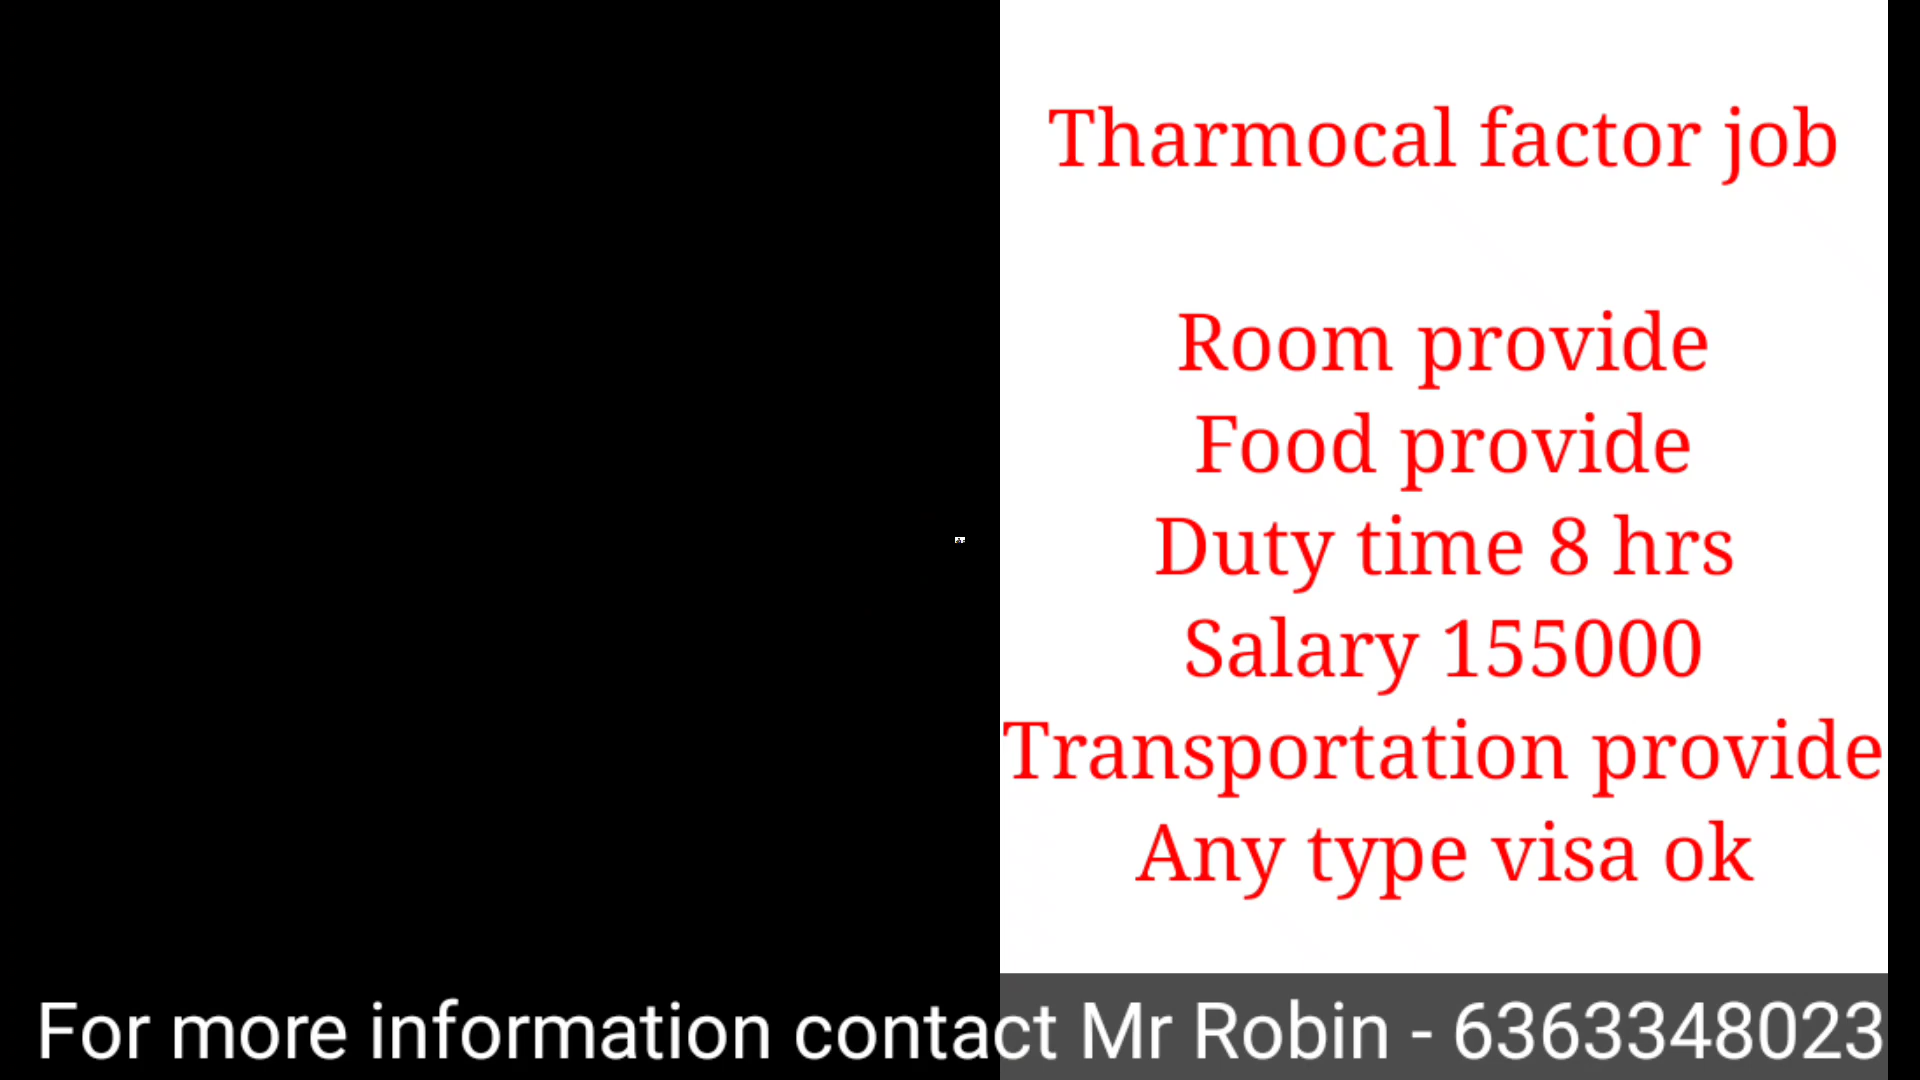 Tharmocal factor job
Room provide
Food provide
Duty time 8 hrs
Salary 155000
Transportation provide
Any type visa ok
For more information contact Mr Robin - 6363348023